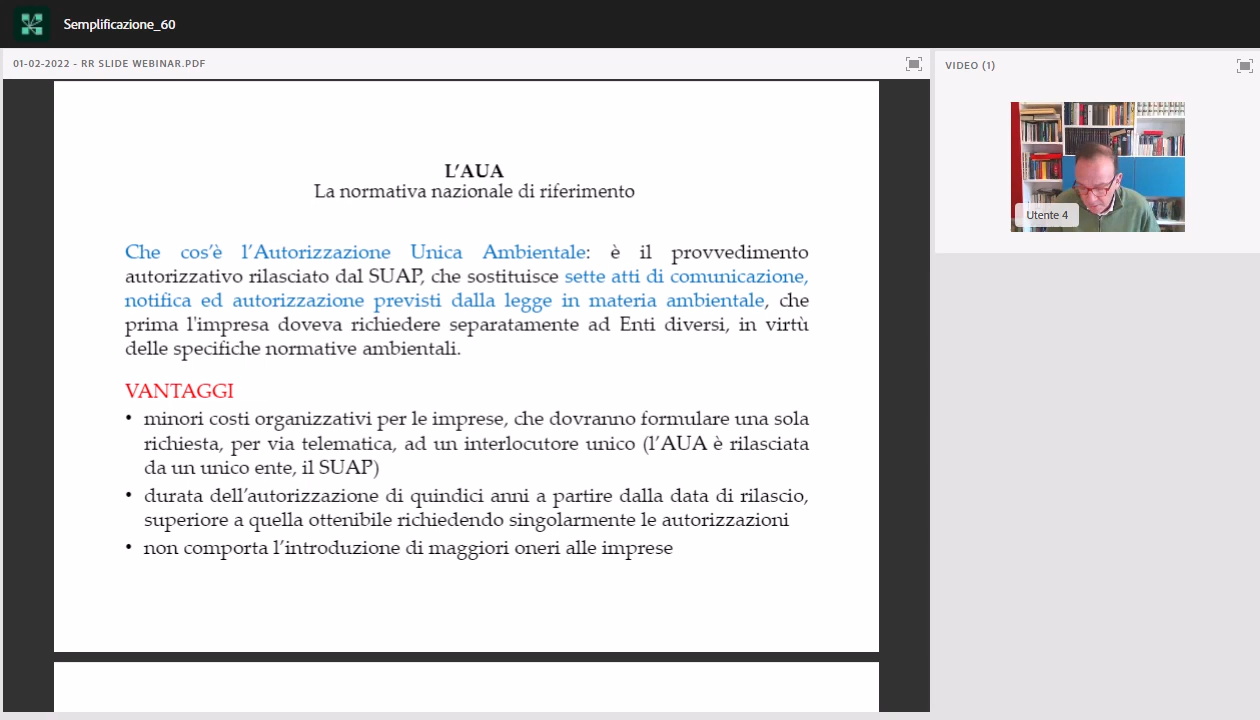 Semplificazione_60
01-02-2022 - RR SLIDE WEBINAR.PDF
VIDEO (1)
L'AUA
La normativa nazionale di riferimento
Che cos'è l'Autorizzazione Unica Ambientale: è il provvedimento
autorizzativo rilasciato dal SUAP, che sostituisce sette atti di comunicazione,
notifica ed autorizzazione previsti dalla legge in materia ambientale, che
prima l'impresa doveva richiedere separatamente ad Enti diversi, in virtù
delle specifiche normative ambientali.
VANTAGGI
• minori costi organizzativi per le imprese, che dovranno formulare una sola
richiesta, per via telematica, ad un interlocutore unico (l'AUA è rilasciata
da un unico ente, il SUAP)
• durata dell'autorizzazione di quindici anni a partire dalla data di rilascio,
superiore a quella ottenibile richiedendo singolarmente le autorizzazioni
• non comporta l'introduzione di maggiori oneri alle imprese
Utente 4